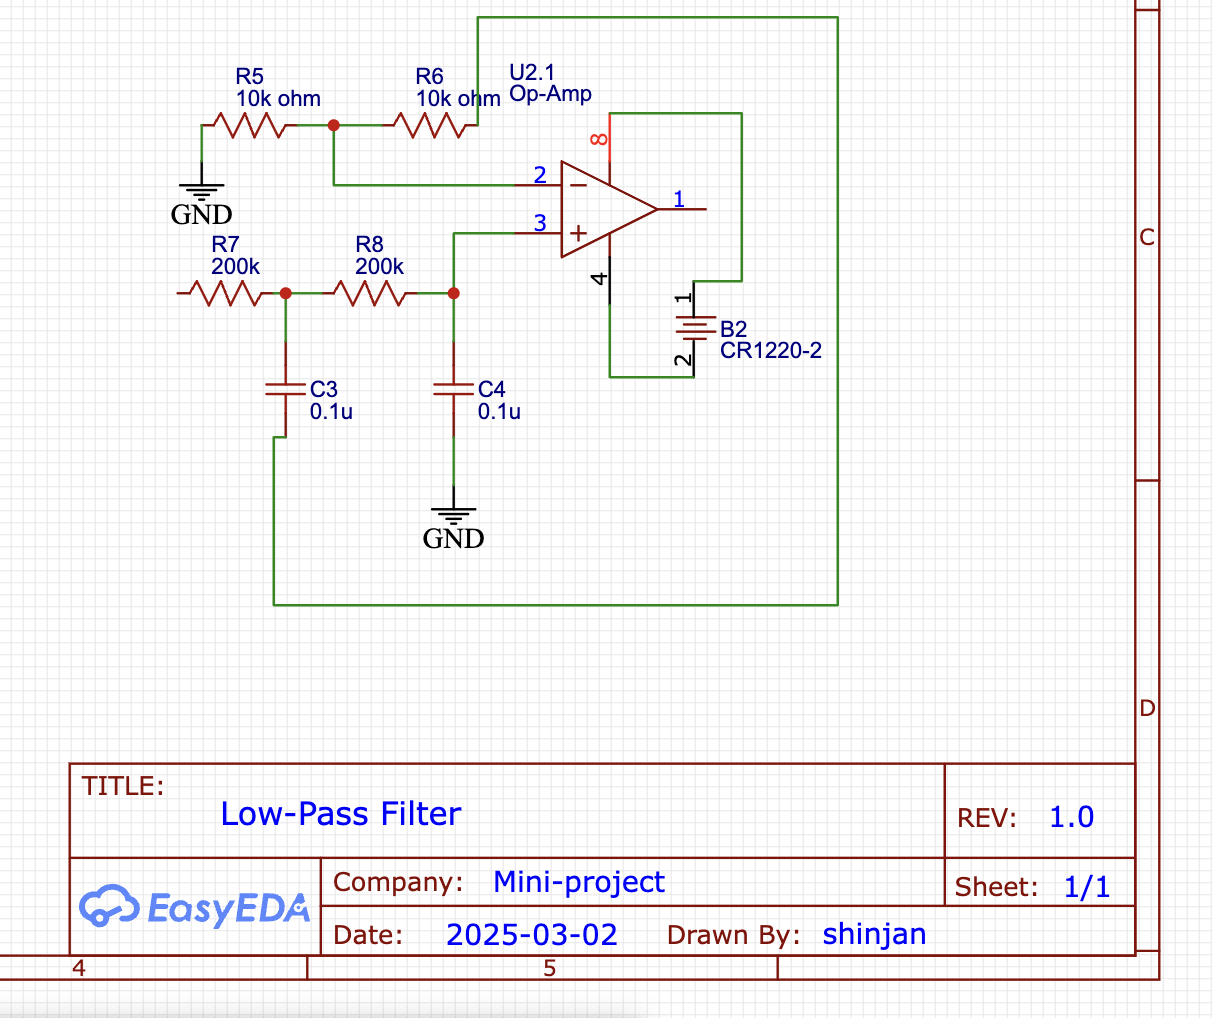 R5
10k ohm
R6
10k ohm
U2.1
Op-Amp
8
2
1
3
4
GND
R7
200k
R8
200k
1
B2
CR1220-2
2
C3
0.1u
C4
0.1u
GND
C
D
TITLE:
Low-Pass Filter
REV: 1.0
EasyEDA
Company: Mini-project
Sheet: 1/1
Date: 2025-03-02 Drawn By: shinjan
4 5